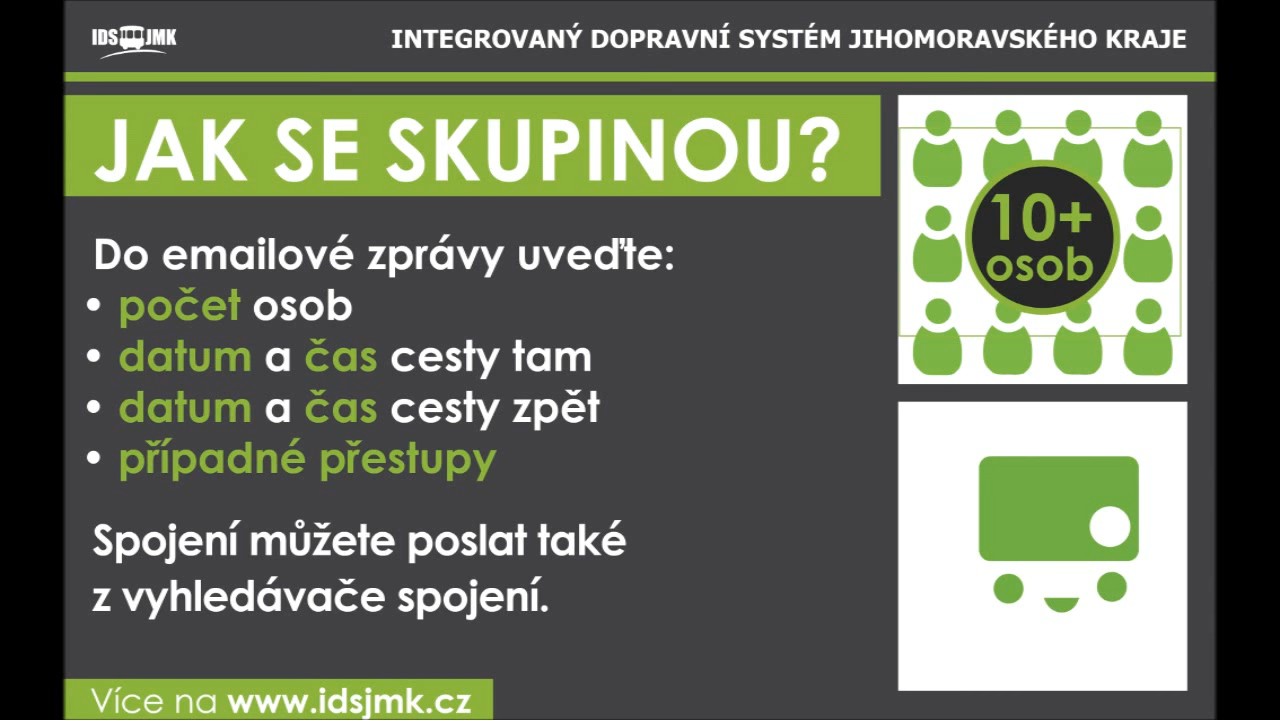 IDS JMK
INTEGROVANÝ DOPRAVNÍ SYSTÉM JIHOMORAVSKÉHO KRAJE
JAK SE SKUPINOU?
10+
osob
Do emailové zprávy uveďte:
• počet osob
• datum a čas cesty tam
• datum a čas cesty zpět
• případné přestupy
Spojení můžete poslat také
z vyhledávače spojení.
Více na www.idsjmk.cz